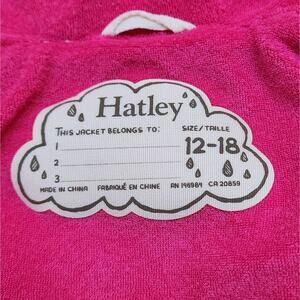 Hatley
THIS JACKET BELONGS TO: SIZE/TAILLE
1 12-18
2
3
MADE IN CHINA FABRIQUÉ EN CHINE RN 146984 CA 20859